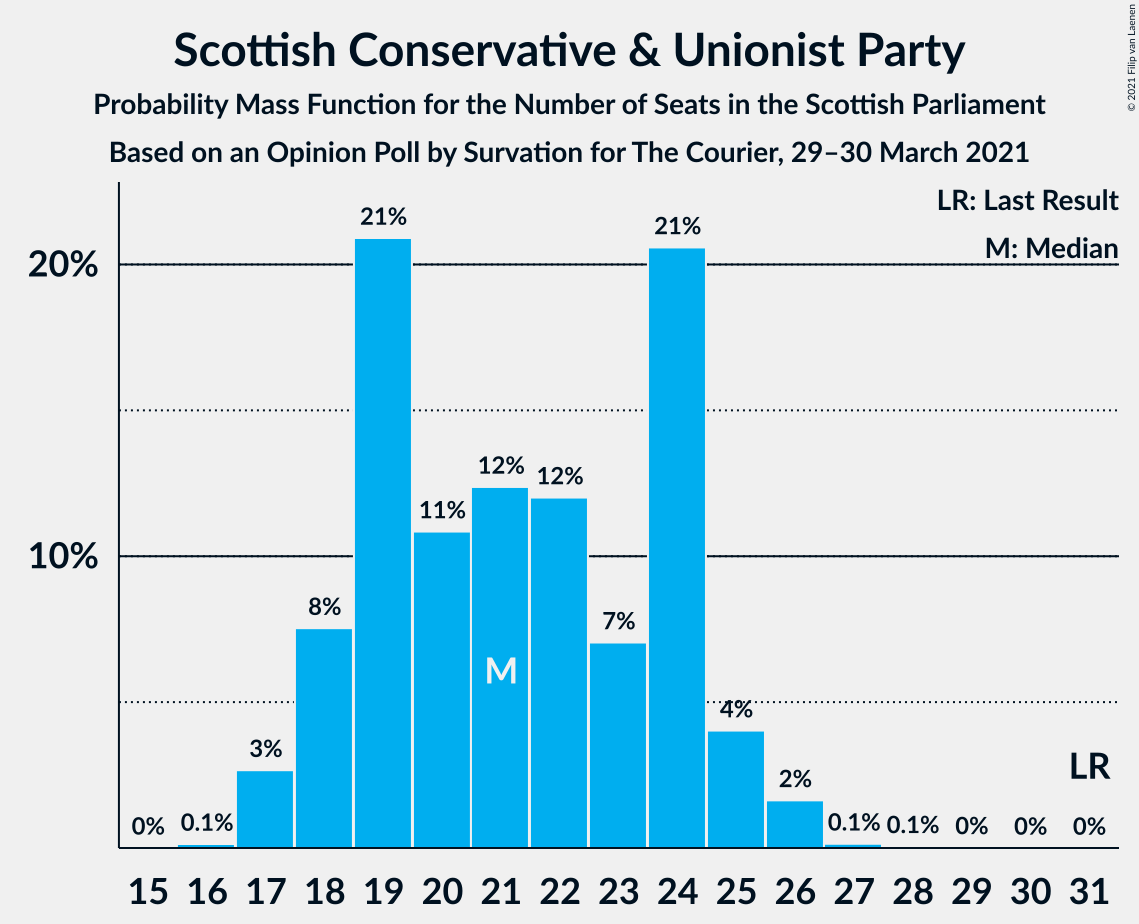 Scottish Conservative & Unionist Party
Probability Mass Function for the Number of Seats in the Scottish Parliament
Based on an Opinion Poll by Survation for The Courier, 29–30 March 2021
© 2021 Filip van Laenen
LR: Last Result
M: Median
20%
10%
0%
0.1%
3%
8%
21%
11%
12%
12%
7%
21%
4%
2%
0.1%
0.1%
0%
0%
0%
M
LR
15 16 17 18 19 20 21 22 23 24 25 26 27 28 29 30 31